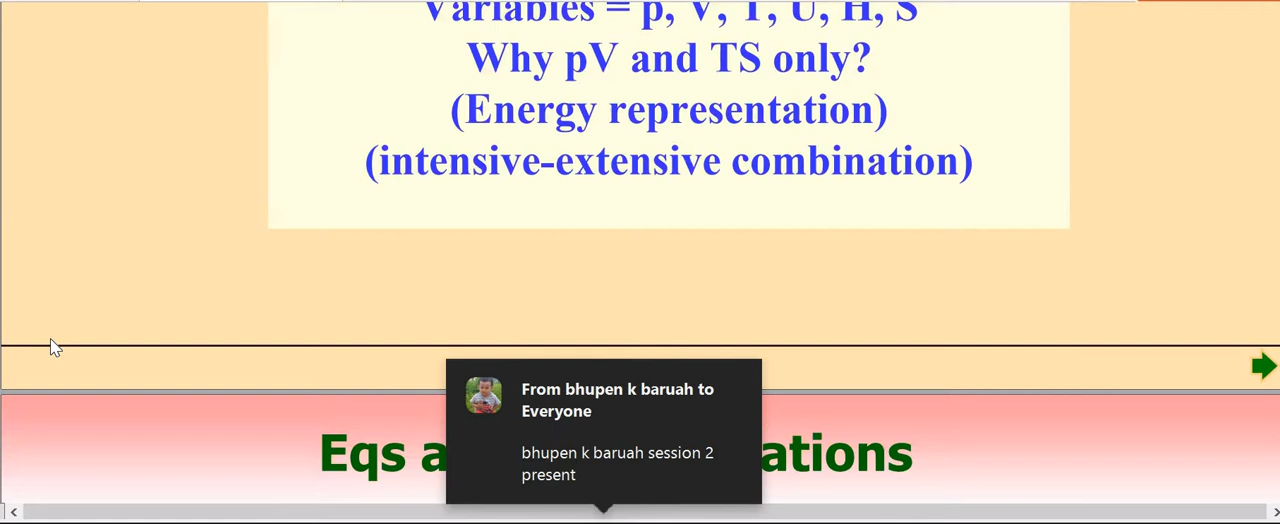 Variables = p, V, T, U, H, S
Why pV and TS only?
(Energy representation)
(intensive-extensive combination)
From bhupen k baruah to
Everyone
bhupen k baruah session 2
present
Eqs a
ations